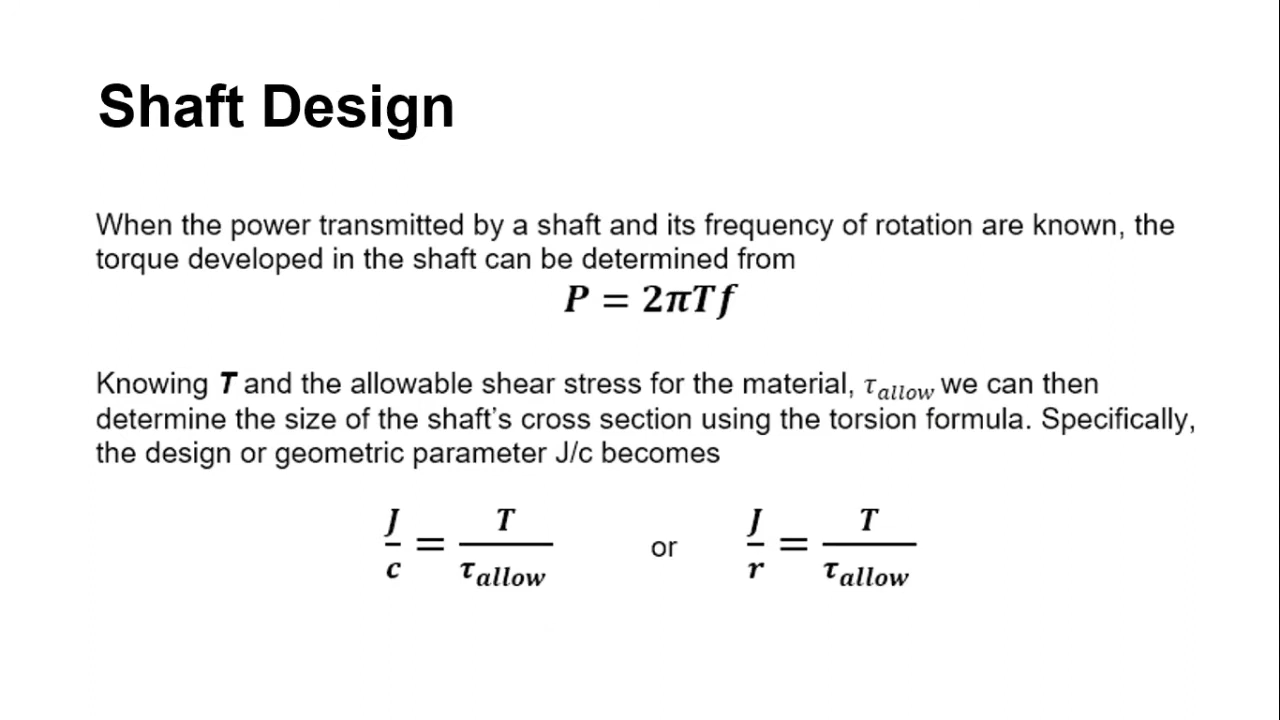 Shaft Design
When the power transmitted by a shaft and its frequency of rotation are known, the
torque developed in the shaft can be determined from
P = 2πTf
Knowing T and the allowable shear stress for the material, τ_allow we can then
determine the size of the shaft’s cross section using the torsion formula. Specifically,
the design or geometric parameter J/c becomes
J/c = T/τ_allow or J/r = T/τ_allow